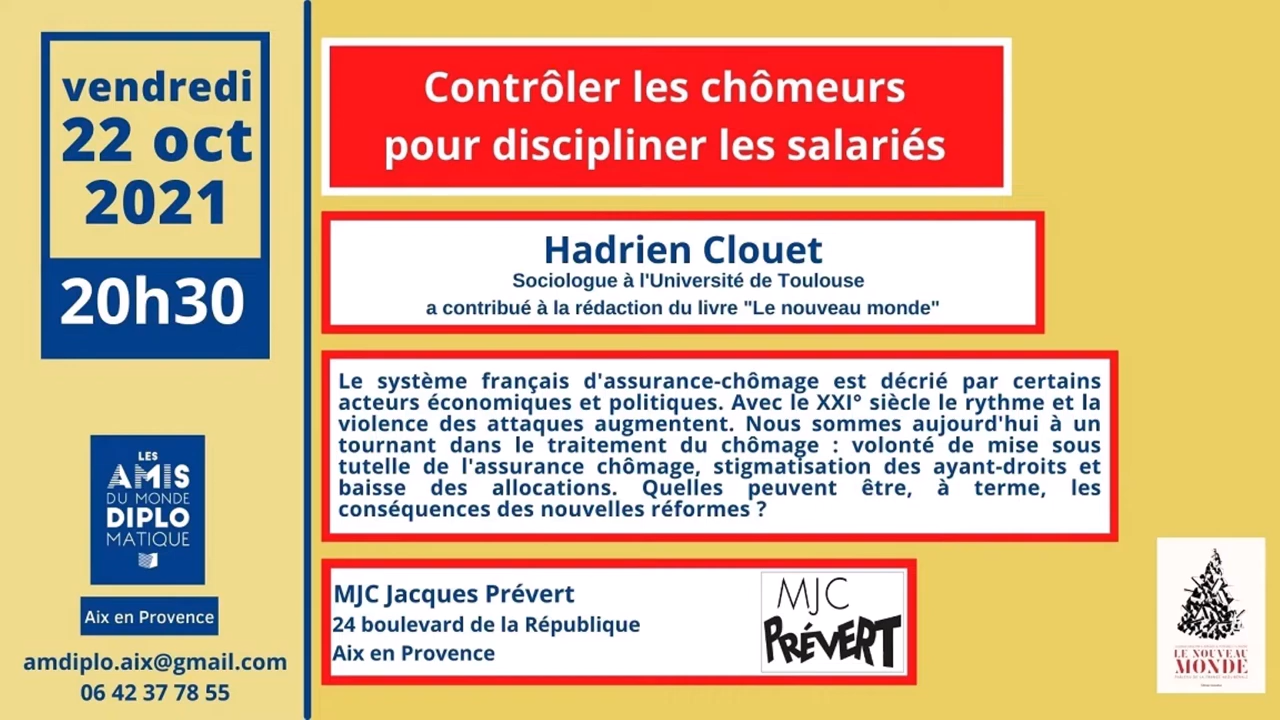 vendredi
22 oct
2021
20h30
LES
AMIS
DU MONDE
DIPLO
MATIQUE
Aix en Provence
amdiplo.aix@gmail.com
06 42 37 78 55
Contrôler les chômeurs
pour discipliner les salariés
Hadrien Clouet
Sociologue à l'Université de Toulouse
a contribué à la rédaction du livre "Le nouveau monde"
Le système français d'assurance-chômage est décrié par certains
acteurs économiques et politiques. Avec le XXI° siècle le rythme et la
violence des attaques augmentent. Nous sommes aujourd'hui à un
tournant dans le traitement du chômage : volonté de mise sous
tutelle de l'assurance chômage, stigmatisation des ayant-droits et
baisse des allocations. Quelles peuvent être, à terme, les
conséquences des nouvelles réformes ?
MJC Jacques Prévert
24 boulevard de la République
Aix en Provence
MJC
PRÉVERT
LE NOUVEAU
MONDE